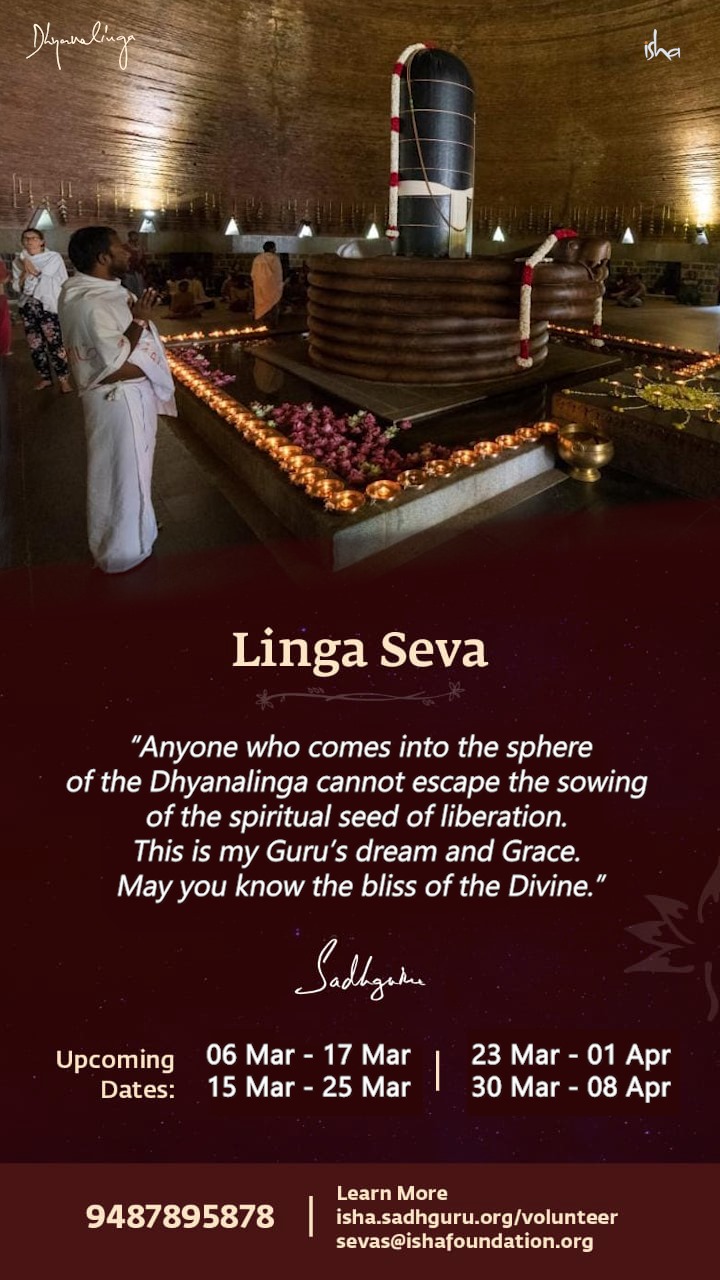 Dhyanalinga
isha
Linga Seva
“Anyone who comes into the sphere
of the Dhyanalinga cannot escape the sowing
of the spiritual seed of liberation.
This is my Guru’s dream and Grace.
May you know the bliss of the Divine.”
Sadhguru
Upcoming
Dates:
06 Mar - 17 Mar | 23 Mar - 01 Apr
15 Mar - 25 Mar | 30 Mar - 08 Apr
9487895878
Learn More
isha.sadhguru.org/volunteer
sevas@ishafoundation.org